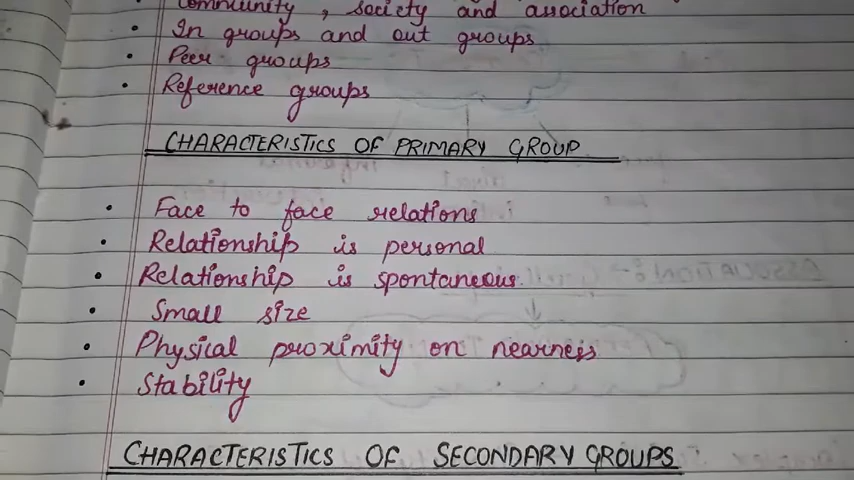 Community, society and association
• In groups and out groups
• Peer groups
• Reference groups
CHARACTERISTICS OF PRIMARY GROUP
• Face to face relations
• Relationship is personal
• Relationship is spontaneous.
• Small size
• Physical proximity on nearness
• Stability
CHARACTERISTICS OF SECONDARY GROUPS